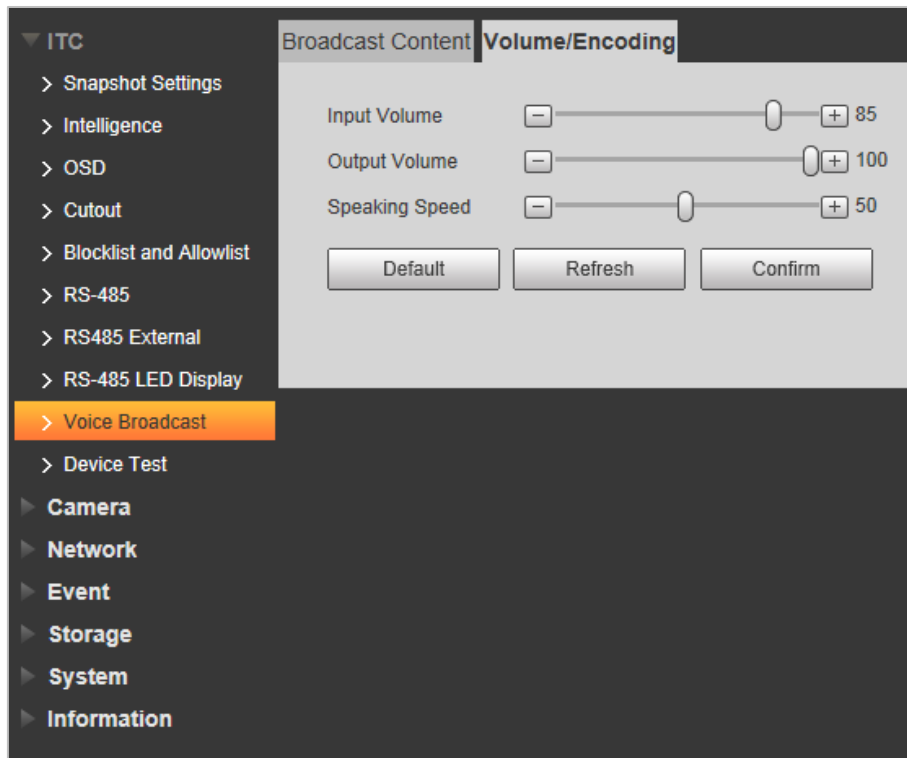 ITC
Snapshot Settings
Intelligence
OSD
Cutout
Blocklist and Allowlist
RS-485
RS485 External
RS-485 LED Display
Voice Broadcast
Device Test
Camera
Network
Event
Storage
System
Information
Broadcast Content Volume/Encoding
Input Volume 85
Output Volume 100
Speaking Speed 50
Default Refresh Confirm